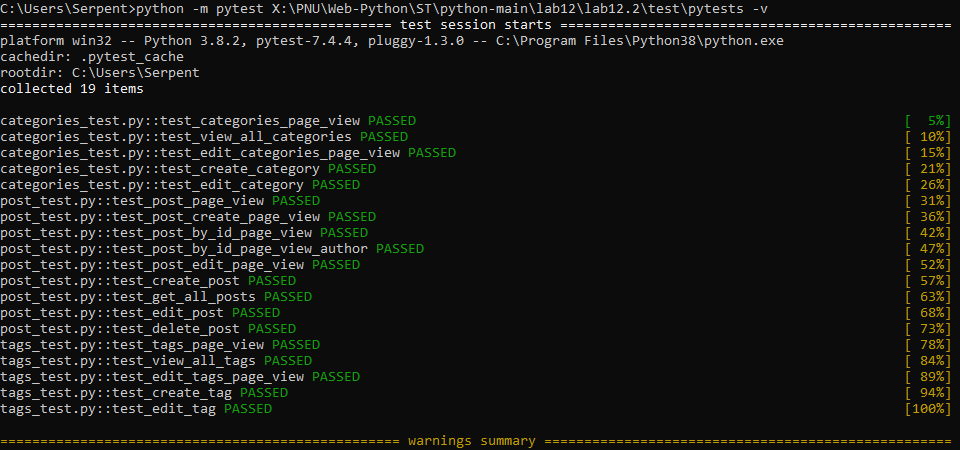 C:\Users\Serpent>python -m pytest X:\PNU\Web-Python\ST\python-main\lab12\lab12.2\test\pytests -v
================================================= test session starts =================================================
platform win32 -- Python 3.8.2, pytest-7.4.4, pluggy-1.3.0 -- C:\Program Files\Python38\python.exe
cachedir: .pytest_cache
rootdir: C:\Users\Serpent
collected 19 items
categories_test.py::test_categories_page_view PASSED [  5%]
categories_test.py::test_view_all_categories PASSED [ 10%]
categories_test.py::test_edit_categories_page_view PASSED [ 15%]
categories_test.py::test_create_category PASSED [ 21%]
categories_test.py::test_edit_category PASSED [ 26%]
post_test.py::test_post_page_view PASSED [ 31%]
post_test.py::test_post_create_page_view PASSED [ 36%]
post_test.py::test_post_by_id_page_view PASSED [ 42%]
post_test.py::test_post_by_id_page_view_author PASSED [ 47%]
post_test.py::test_post_edit_page_view PASSED [ 52%]
post_test.py::test_create_post PASSED [ 57%]
post_test.py::test_get_all_posts PASSED [ 63%]
post_test.py::test_edit_post PASSED [ 68%]
post_test.py::test_delete_post PASSED [ 73%]
tags_test.py::test_tags_page_view PASSED [ 78%]
tags_test.py::test_view_all_tags PASSED [ 84%]
tags_test.py::test_edit_tags_page_view PASSED [ 89%]
tags_test.py::test_create_tag PASSED [ 94%]
tags_test.py::test_edit_tag PASSED [100%]
================================================== warnings summary ===================================================